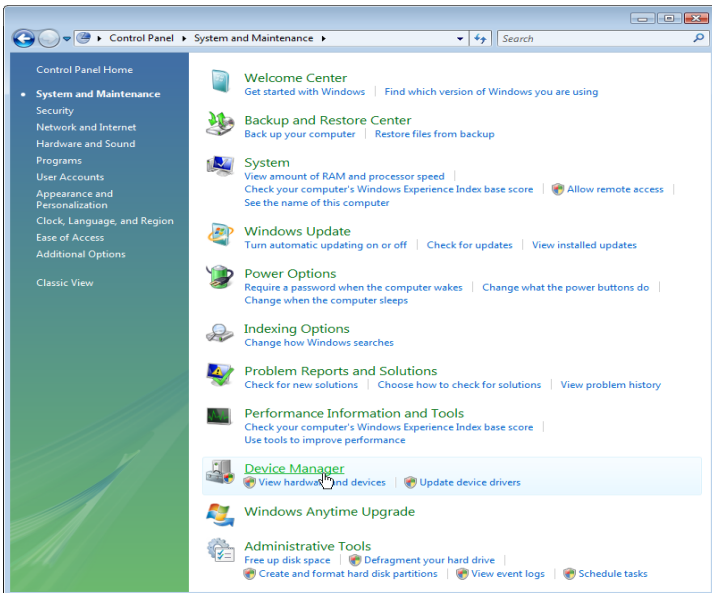 Control Panel System and Maintenance Search
Control Panel Home
System and Maintenance
Security
Network and Internet
Hardware and Sound
Programs
User Accounts
Appearance and
Personalization
Clock, Language, and Region
Ease of Access
Additional Options
Classic View
Welcome Center
Get started with Windows Find which version of Windows you are using
Backup and Restore Center
Back up your computer Restore files from backup
System
View amount of RAM and processor speed
Check your computer's Windows Experience Index base score Allow remote access
See the name of this computer
Windows Update
Turn automatic updating on or off Check for updates View installed updates
Power Options
Require a password when the computer wakes Change what the power buttons do
Change when the computer sleeps
Indexing Options
Change how Windows searches
Problem Reports and Solutions
Check for new solutions Choose how to check for solutions View problem history
Performance Information and Tools
Check your computer's Windows Experience Index base score
Use tools to improve performance
Device Manager
View hardware and devices Update device drivers
Windows Anytime Upgrade
Administrative Tools
Free up disk space Defragment your hard drive
Create and format hard disk partitions View event logs Schedule tasks